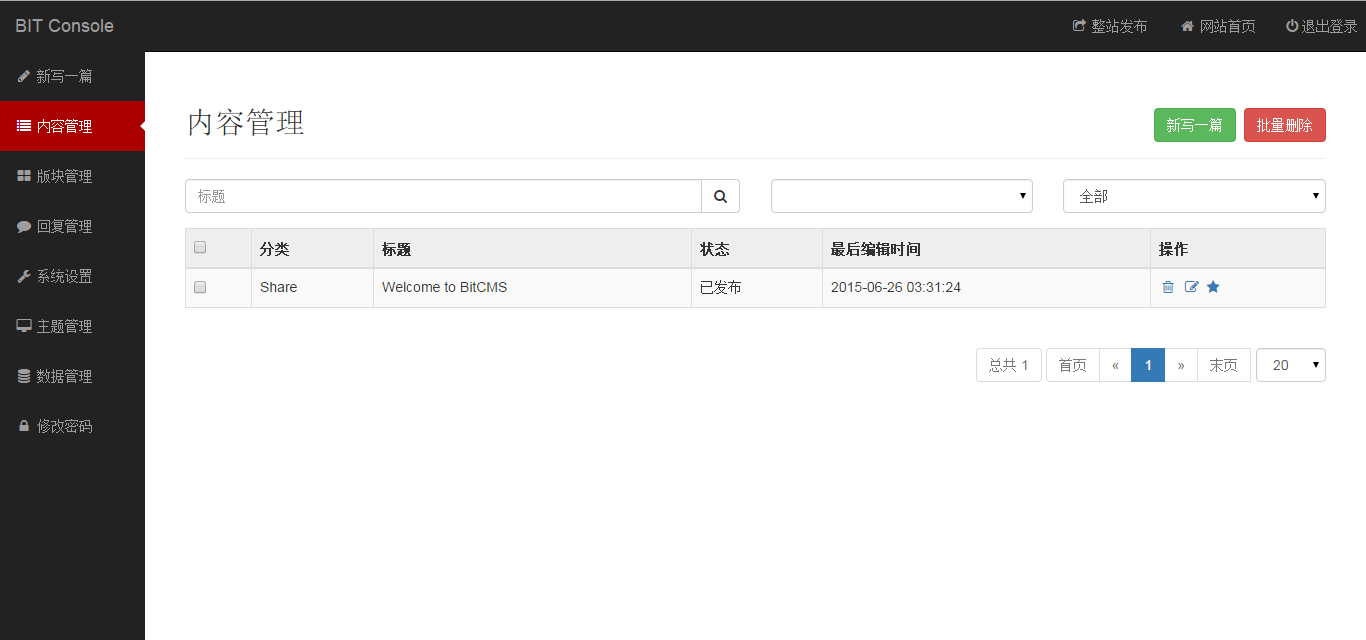 BIT Console
整站发布
网站首页
退出登录
新写一篇
内容管理
版块管理
回复管理
系统设置
主题管理
数据管理
修改密码
内容管理
新写一篇
批量删除
标题
全部
分类 标题 状态 最后编辑时间 操作
Share Welcome to BitCMS 已发布 2015-06-26 03:31:24
总共 1 首页 « 1 » 末页 20